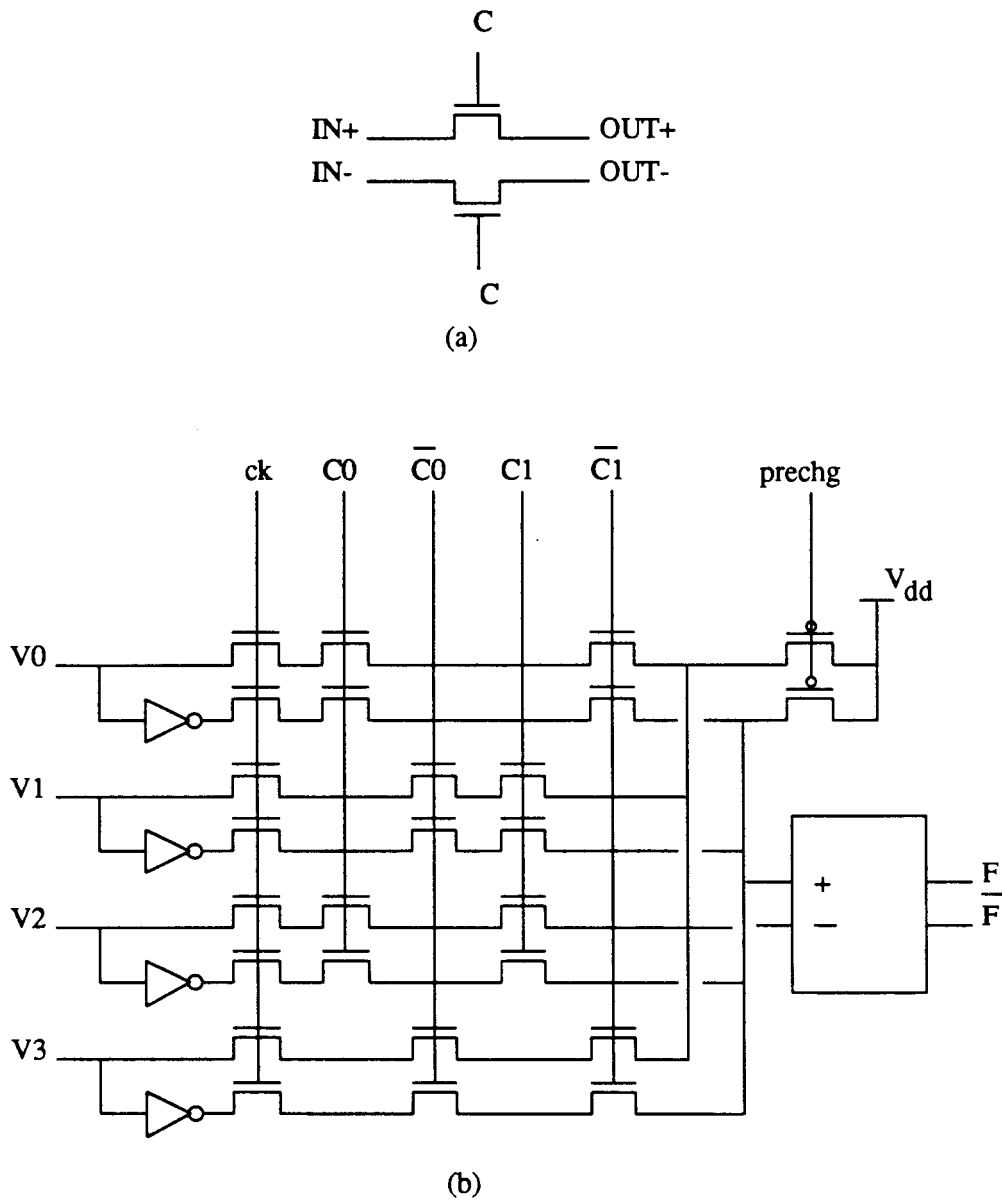 C
IN+ OUT+
IN- OUT-
C
(a)
ck C0 C̅0̅ C1 C̅1̅ prechg
V_dd
V0
V1
+ F
V2 − F̅
V3
(b)